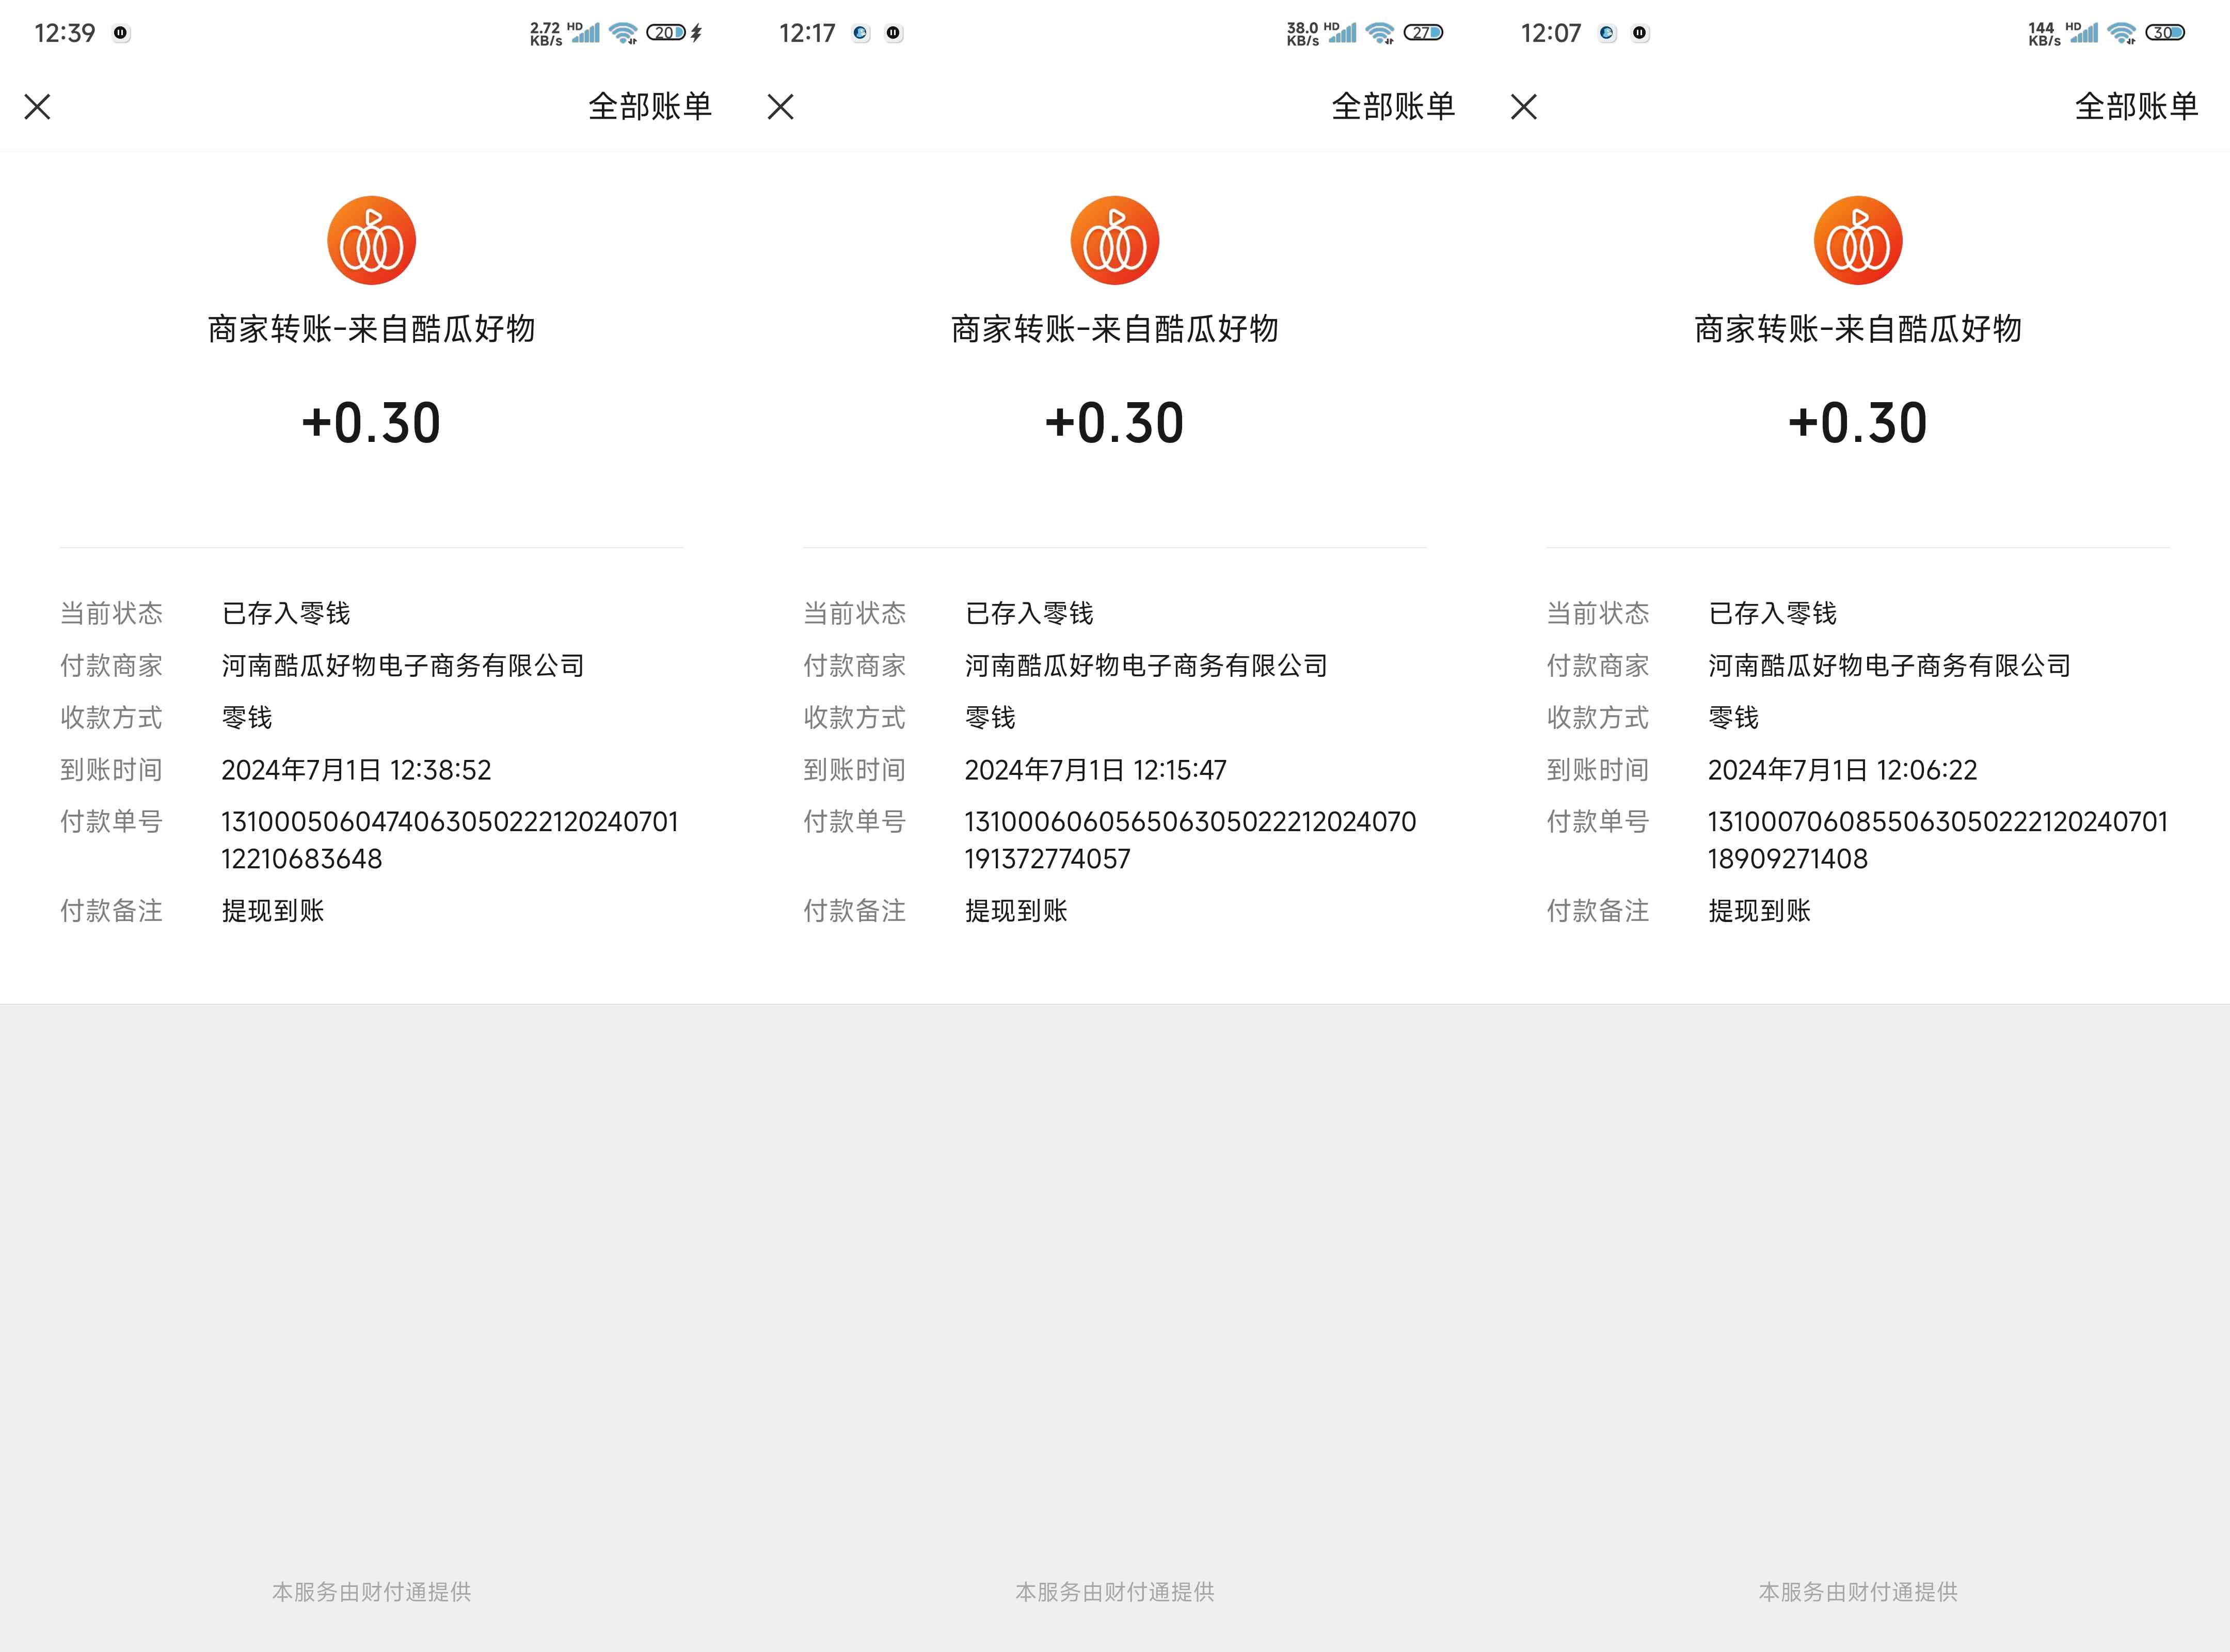 12:39
2.72 KB/s HD 20
全部账单
商家转账-来自酷瓜好物
+0.30
当前状态 已存入零钱
付款商家 河南酷瓜好物电子商务有限公司
收款方式 零钱
到账时间 2024年7月1日 12:38:52
付款单号 131000506047406305022212024070​1
12210683648
付款备注 提现到账
本服务由财付通提供
12:17
38.0 KB/s HD 27
全部账单
商家转账-来自酷瓜好物
+0.30
当前状态 已存入零钱
付款商家 河南酷瓜好物电子商务有限公司
收款方式 零钱
到账时间 2024年7月1日 12:15:47
付款单号 131000606056506305022212024070
191372774057
付款备注 提现到账
本服务由财付通提供
12:07
144 KB/s HD 30
全部账单
商家转账-来自酷瓜好物
+0.30
当前状态 已存入零钱
付款商家 河南酷瓜好物电子商务有限公司
收款方式 零钱
到账时间 2024年7月1日 12:06:22
付款单号 1310007060855063050222120240701
18909271408
付款备注 提现到账
本服务由财付通提供